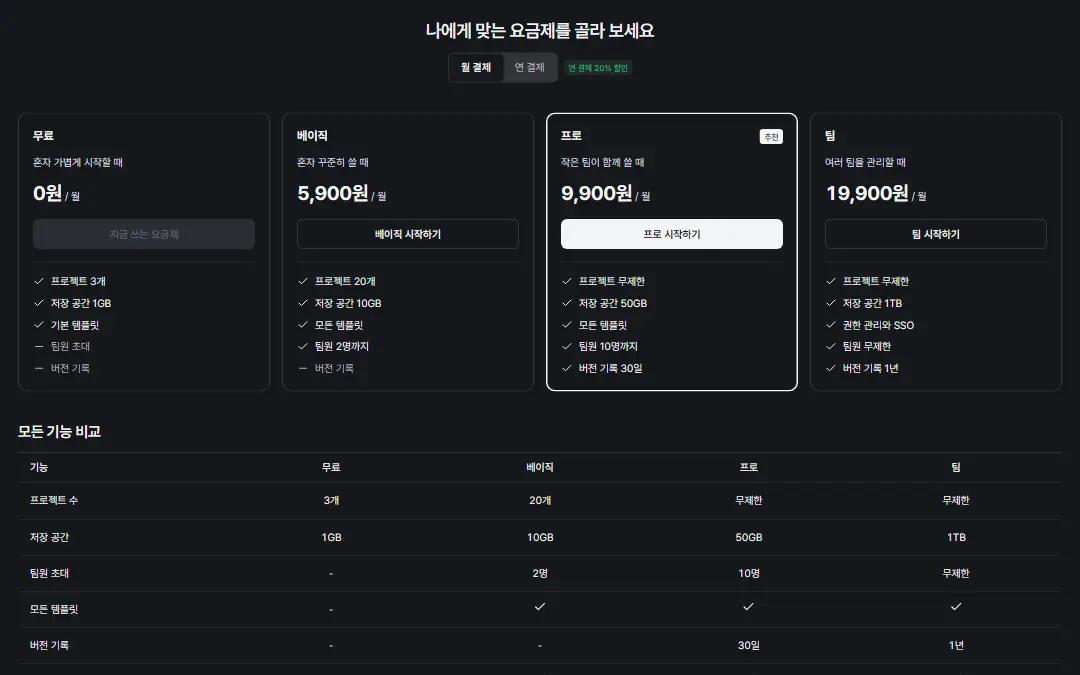 나에게 맞는 요금제를 골라 보세요
월 결제 연 결제 연 결제 20% 할인
무료
혼자 가볍게 시작할 때
0원 / 월
지금 쓰는 요금제
프로젝트 3개
저장 공간 1GB
기본 템플릿
팀원 초대
버전 기록
베이직
혼자 꾸준히 쓸 때
5,900원 / 월
베이직 시작하기
프로젝트 20개
저장 공간 10GB
모든 템플릿
팀원 2명까지
버전 기록
프로 추천
작은 팀이 함께 쓸 때
9,900원 / 월
프로 시작하기
프로젝트 무제한
저장 공간 50GB
모든 템플릿
팀원 10명까지
버전 기록 30일
팀
여러 팀을 관리할 때
19,900원 / 월
팀 시작하기
프로젝트 무제한
저장 공간 1TB
권한 관리와 SSO
팀원 무제한
버전 기록 1년
모든 기능 비교
기능 무료 베이직 프로 팀
프로젝트 수 3개 20개 무제한 무제한
저장 공간 1GB 10GB 50GB 1TB
팀원 초대 - 2명 10명 무제한
모든 템플릿 - ✓ ✓ ✓
버전 기록 - - 30일 1년